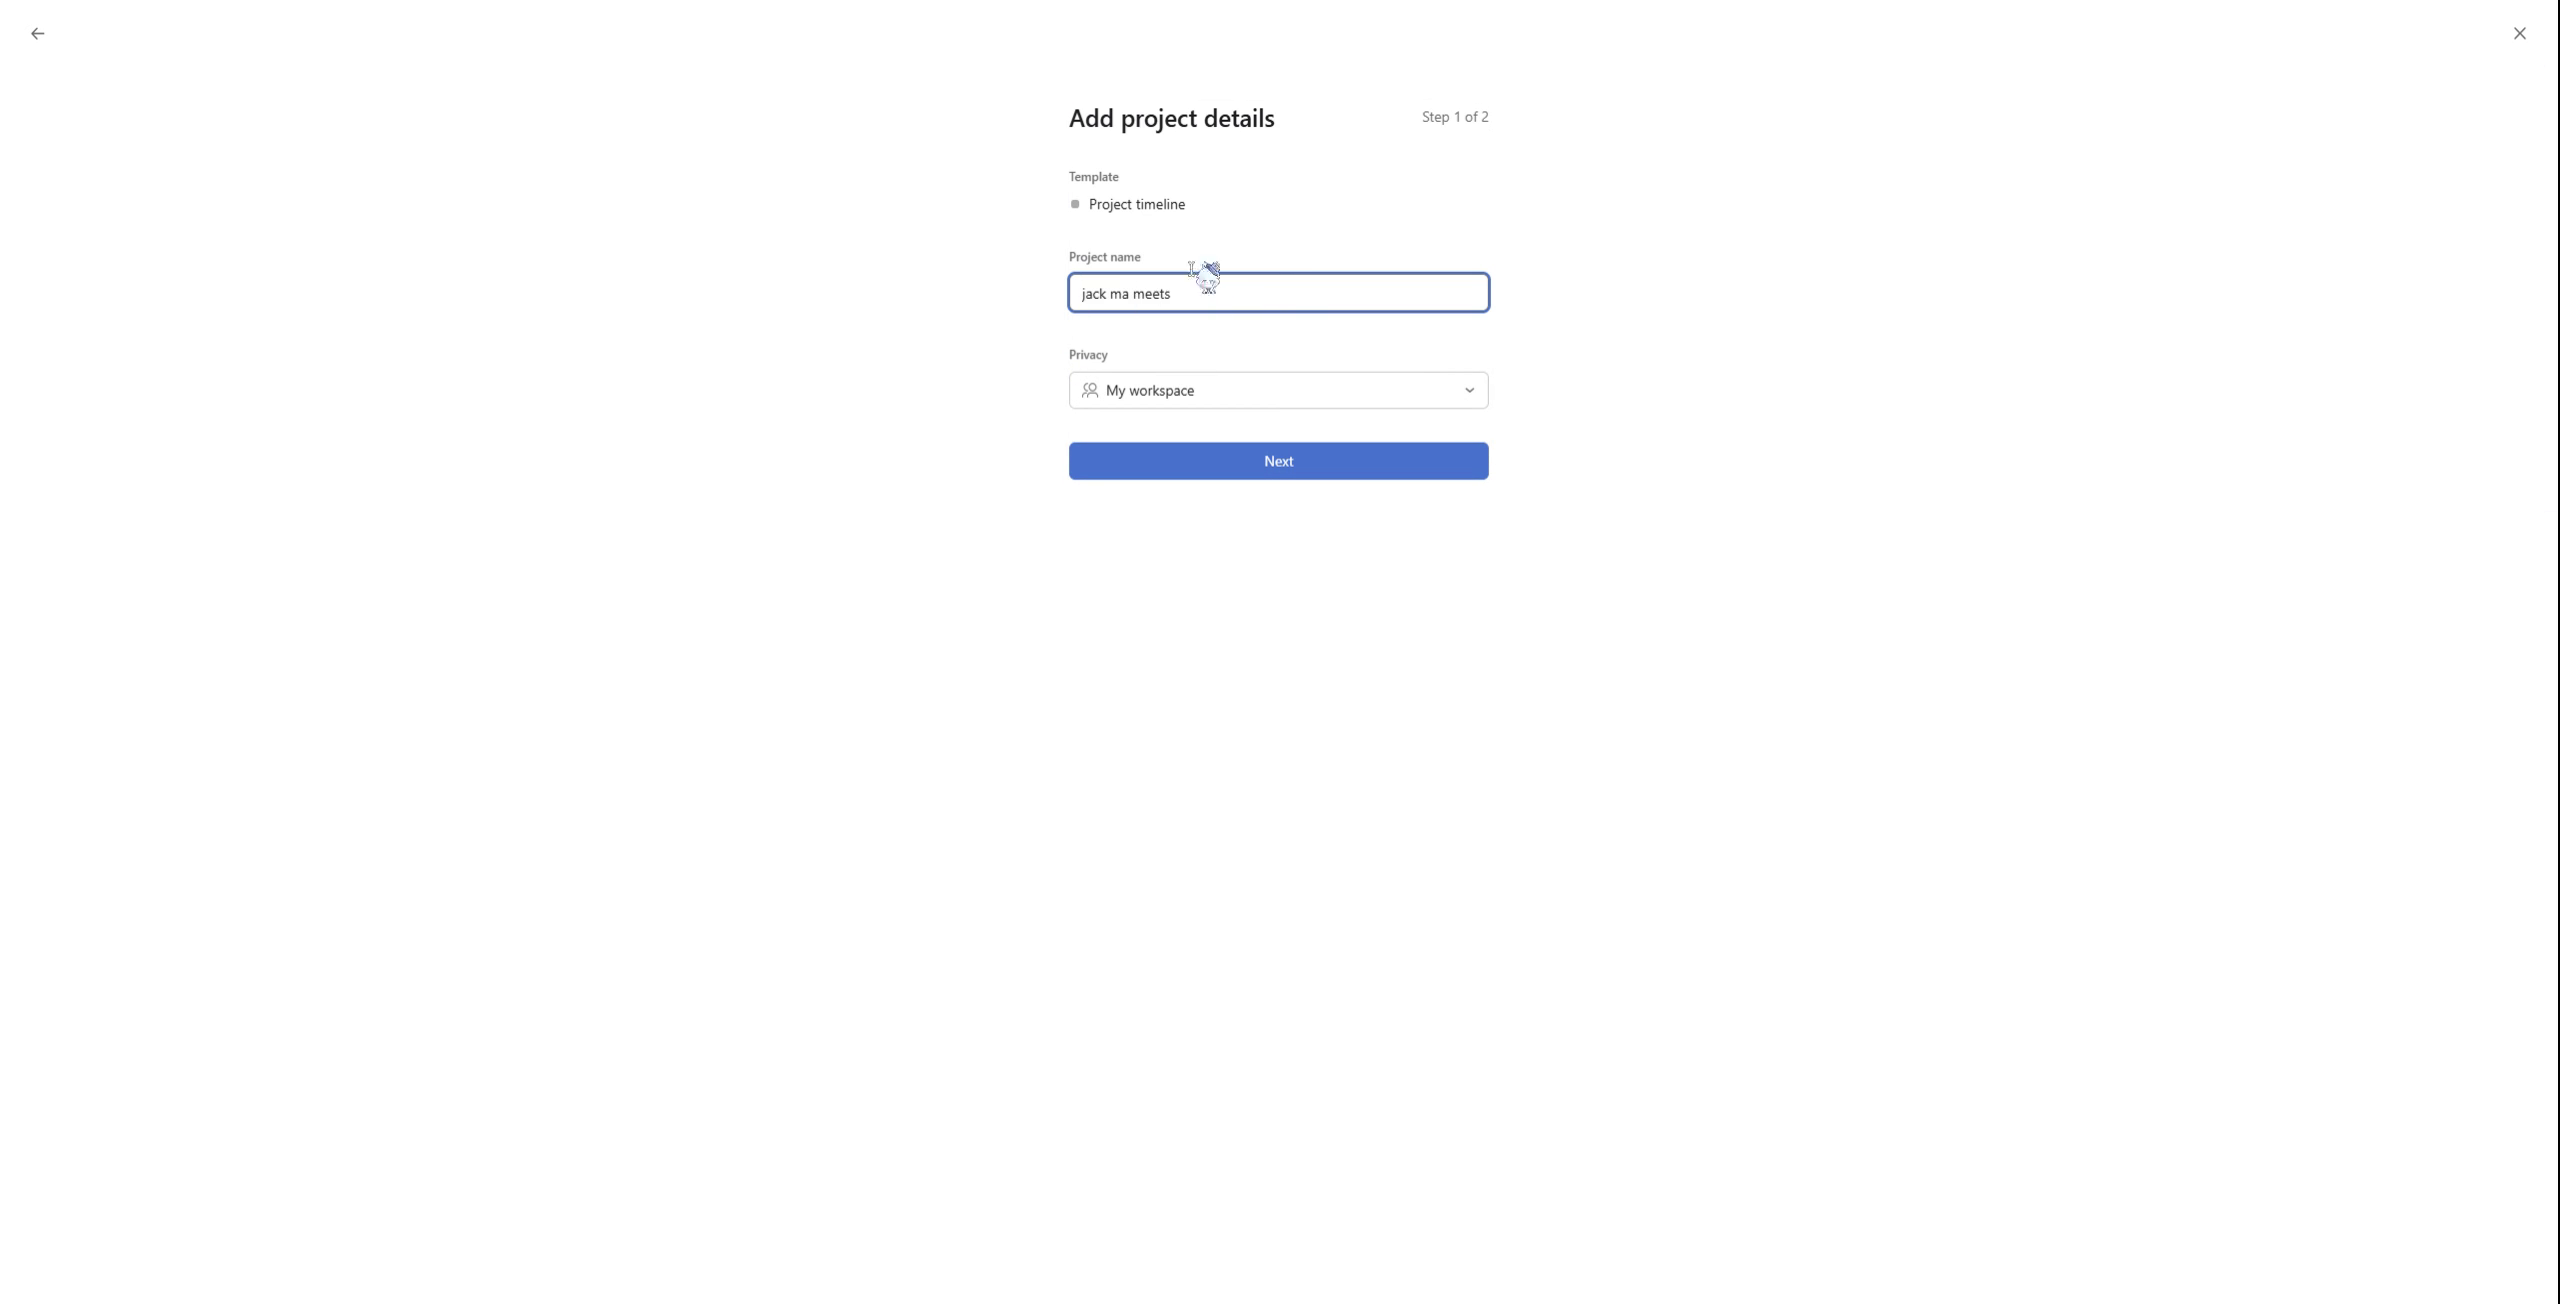 Add project details
Step 1 of 2
Template
Project timeline
Project name
jack ma meets
Privacy
My workspace
Next